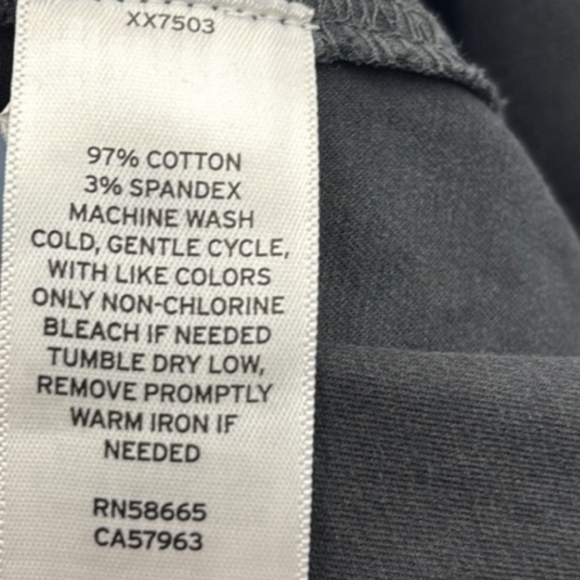 XX7503
97% COTTON
3% SPANDEX
MACHINE WASH
COLD, GENTLE CYCLE,
WITH LIKE COLORS
ONLY NON-CHLORINE
BLEACH IF NEEDED
TUMBLE DRY LOW,
REMOVE PROMPTLY
WARM IRON IF
NEEDED
RN58665
CA57963